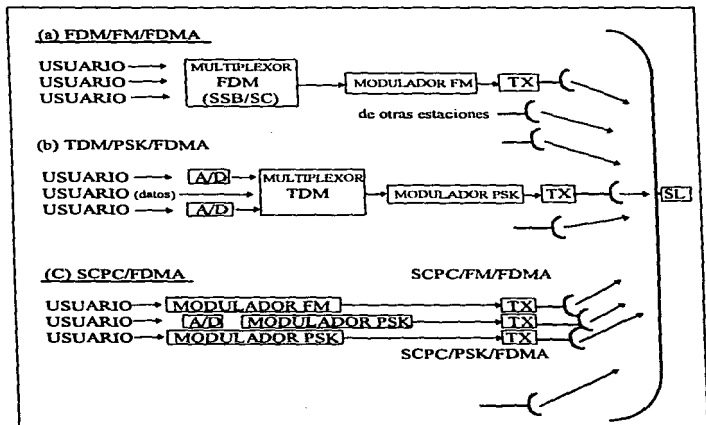 (a) FDM/FM/FDMA
USUARIO
USUARIO
USUARIO
MULTIPLEXOR
FDM
(SSB/SC)
MODULADOR FM
TX
de otras estaciones
(b) TDM/PSK/FDMA
USUARIO
USUARIO (datos)
USUARIO
A/D
A/D
MULTIPLEXOR
TDM
MODULADOR PSK
TX
SL
(C) SCPC/FDMA
SCPC/FM/FDMA
USUARIO MODULADOR FM TX
USUARIO A/D MODULADOR PSK TX
USUARIO MODULADOR PSK TX
SCPC/PSK/FDMA